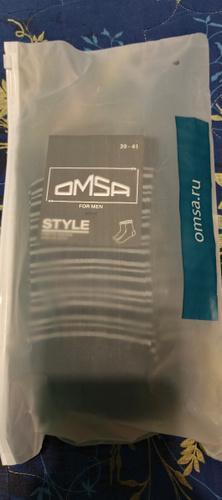 39 - 41
OMSA
FOR MEN
STYLE
omsa.ru